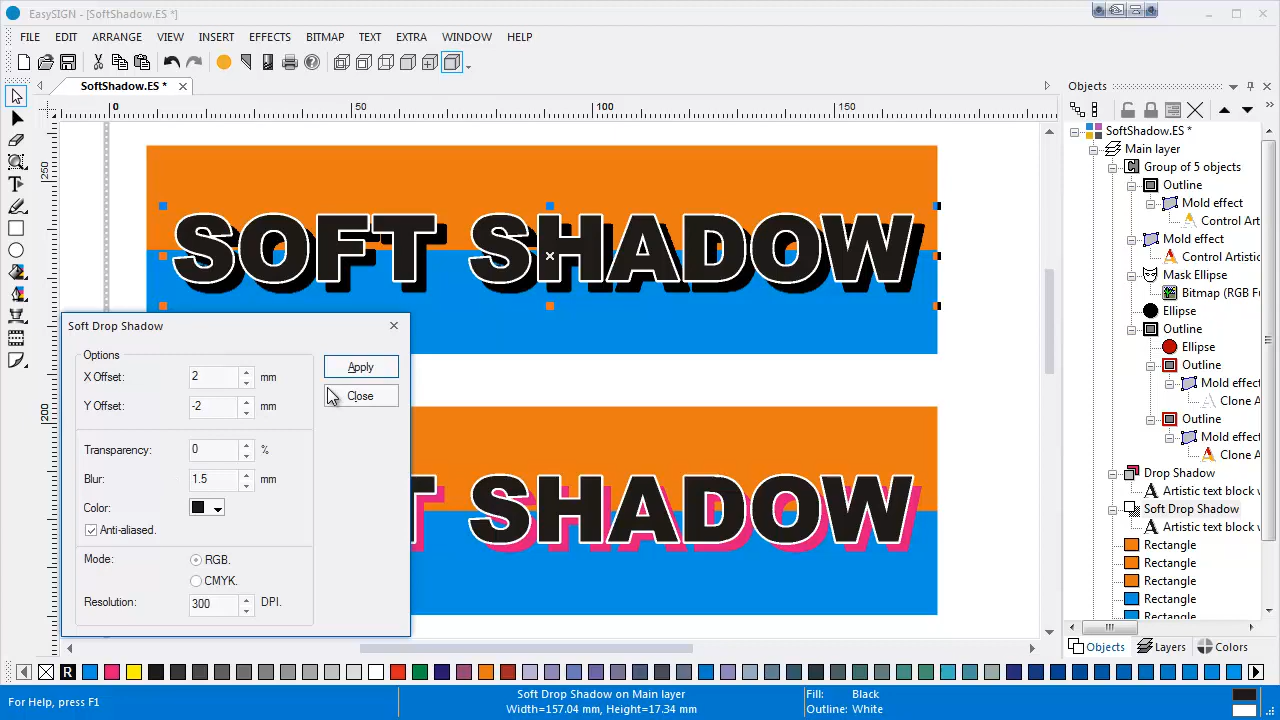 EasySIGN - [SoftShadow.ES *]
FILE EDIT ARRANGE VIEW INSERT EFFECTS BITMAP TEXT EXTRA WINDOW HELP
SoftShadow.ES *
0 50 100 150
250
200
SOFT SHADOW
T SHADOW
Soft Drop Shadow
Options
X Offset: 2 mm
Apply
Y Offset: -2 mm
Close
Transparency: 0 %
Blur: 1.5 mm
Color:
Anti-aliased.
Mode: RGB.
CMYK.
Resolution: 300 DPI.
Objects
SoftShadow.ES *
Main layer
Group of 5 objects
Outline
Mold effect
Control Art
Mold effect
Control Artistic
Mask Ellipse
Bitmap (RGB F
Ellipse
Outline
Ellipse
Outline
Mold effec
Clone A
Outline
Mold effec
Clone A
Drop Shadow
Artistic text block w
Soft Drop Shadow
Artistic text block w
Rectangle
Rectangle
Rectangle
Rectangle
Rectangle
Objects Layers Colors
R
For Help, press F1
Soft Drop Shadow on Main layer
Width=157.04 mm, Height=17.34 mm
Fill: Black
Outline: White